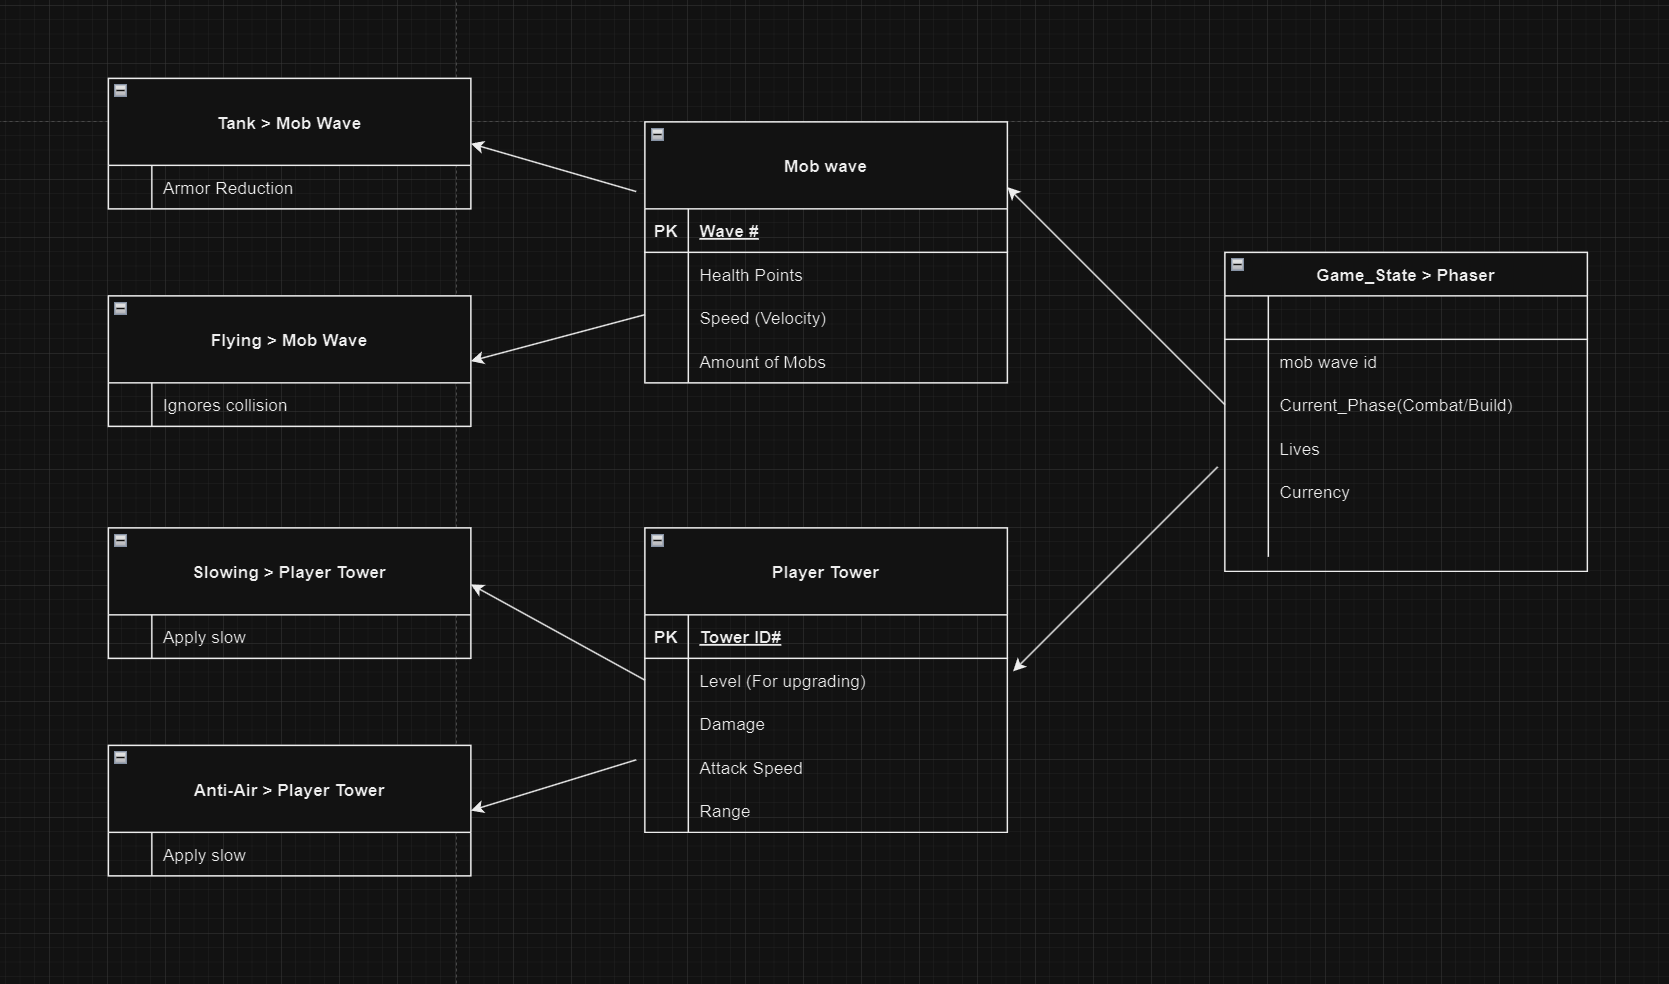 Tank > Mob Wave
Armor Reduction
Flying > Mob Wave
Ignores collision
Slowing > Player Tower
Apply slow
Anti-Air > Player Tower
Apply slow
Mob wave
PK Wave #
Health Points
Speed (Velocity)
Amount of Mobs
Player Tower
PK Tower ID#
Level (For upgrading)
Damage
Attack Speed
Range
Game_State > Phaser
mob wave id
Current_Phase(Combat/Build)
Lives
Currency